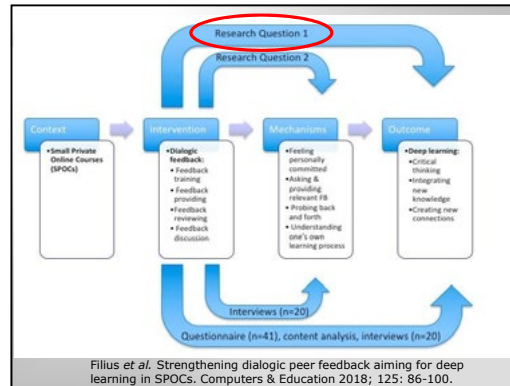 Research Question 1
Research Question 2
Context
Intervention
Mechanisms
Outcome
•Small Private
Online Courses
(SPOCs)
•Dialogic
feedback:
• Feedback
training
• Feedback
providing
•Feedback
reviewing
• Feedback
discussion
•Feeling
personally
committed
•Asking &
providing
relevant FB
• Probing back
and forth
• Understanding
one's own
learning process
•Deep learning:
•Critical
thinking
•Integrating
new
knowledge
•Creating new
connections
Interviews (n=20)
Questionnaire (n=41), content analysis, interviews (n=20)
Filius et al. Strengthening dialogic peer feedback aiming for deep
learning in SPOCs. Computers & Education 2018; 125: 86-100.